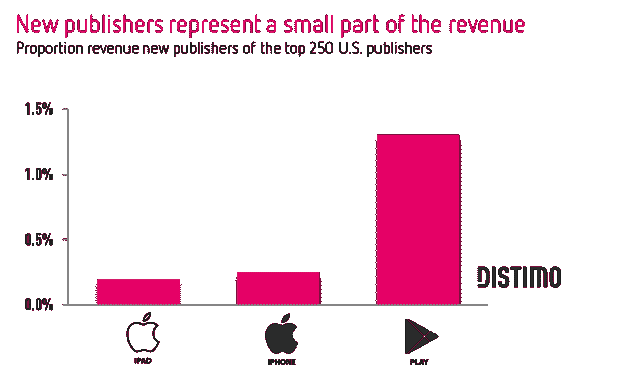 New publishers represent a small part of the revenue
Proportion revenue new publishers of the top 250 U.S. publishers
1.5%
1.0%
0.5%
0.0%
DISTIMO
IPAD
IPHONE
PLAY